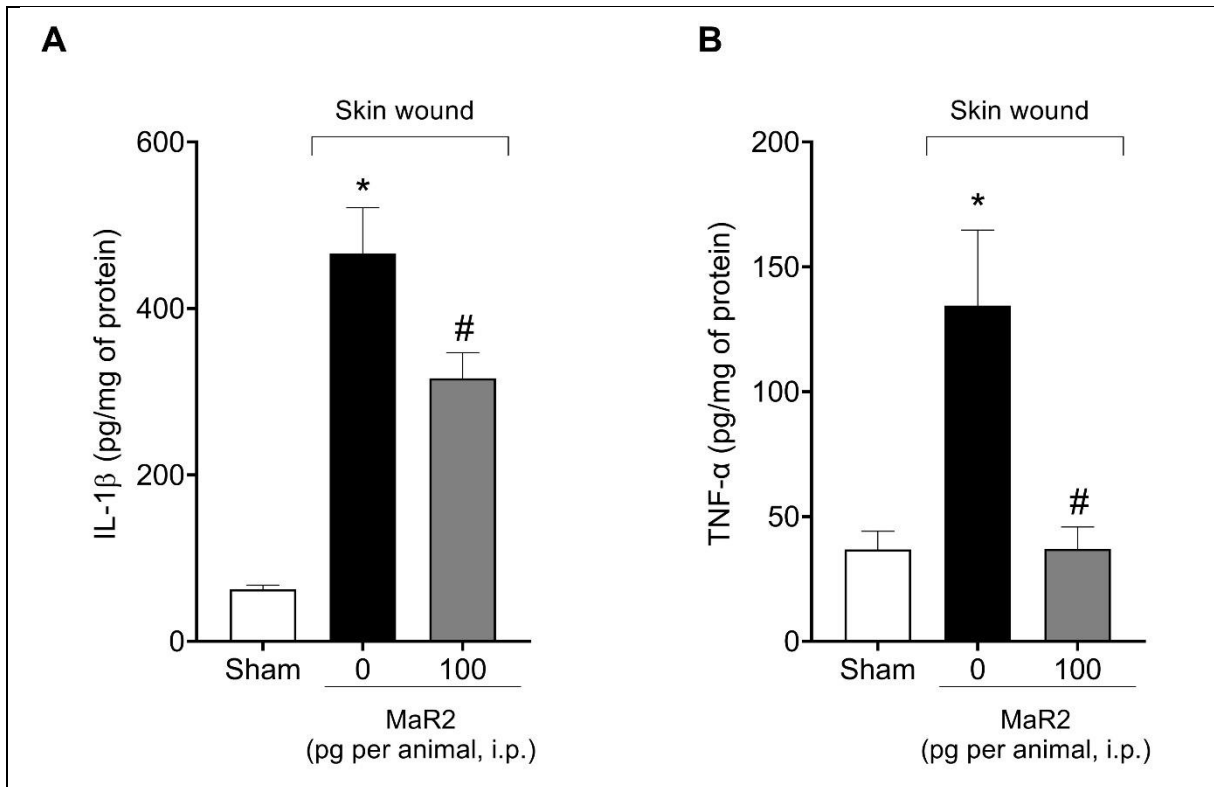 A
Skin wound
600
400
200
0
IL-1β (pg/mg of protein)
*
#
Sham
0
100
MaR2
(pg per animal, i.p.)
B
Skin wound
200
150
100
50
0
TNF-α (pg/mg of protein)
*
#
Sham
0
100
MaR2
(pg per animal, i.p.)